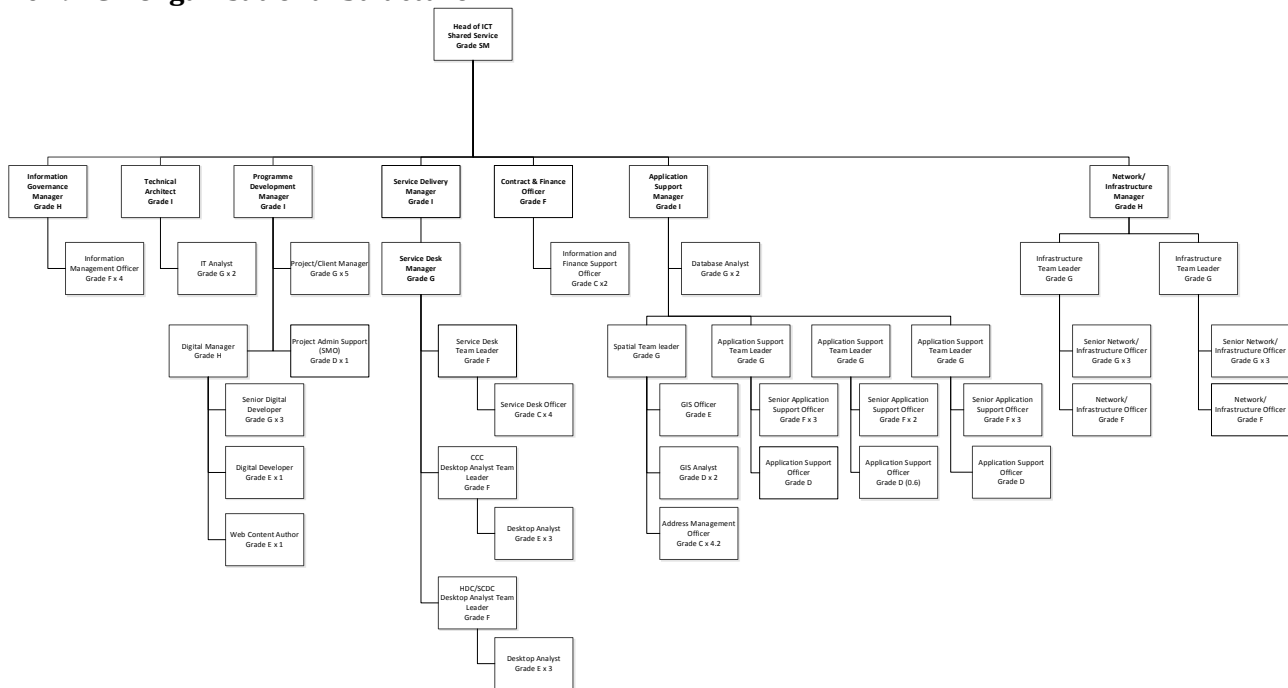 Head of ICT
Shared Service
Grade SM
Information
Governance
Manager
Grade H
Technical
Architect
Grade I
Programme
Development
Manager
Grade I
Service Delivery
Manager
Grade I
Contract & Finance
Officer
Grade F
Application
Support
Manager
Grade I
Network/
Infrastructure
Manager
Grade H
Information
Management Officer
Grade F x 4
IT Analyst
Grade G x 2
Project/Client Manager
Grade G x 5
Service Desk
Manager
Grade G
Information and
Finance Support
Officer
Grade C x2
Database Analyst
Grade G x 2
Infrastructure
Team Leader
Grade G
Infrastructure
Team Leader
Grade G
Digital Manager
Grade H
Project Admin Support
(SMO)
Grade D x 1
Service Desk
Team Leader
Grade F
Spatial Team leader
Grade G
Application Support
Team Leader
Grade G
Application Support
Team Leader
Grade G
Application Support
Team Leader
Grade G
Senior Network/
Infrastructure Officer
Grade G x 3
Senior Network/
Infrastructure Officer
Grade G x 3
Senior Digital
Developer
Grade G x 3
Service Desk Officer
Grade C x 4
GIS Officer
Grade E
Senior Application
Support Officer
Grade F x 3
Senior Application
Support Officer
Grade F x 2
Senior Application
Support Officer
Grade F x 3
Network/
Infrastructure Officer
Grade F
Network/
Infrastructure Officer
Grade F
Digital Developer
Grade E x 1
CCC
Desktop Analyst Team
Leader
Grade F
GIS Analyst
Grade D x 2
Application Support
Officer
Grade D
Application Support
Officer
Grade D (0.6)
Application Support
Officer
Grade D
Web Content Author
Grade E x 1
Desktop Analyst
Grade E x 3
Address Management
Officer
Grade C x 4.2
HDC/SCDC
Desktop Analyst Team
Leader
Grade F
Desktop Analyst
Grade E x 3